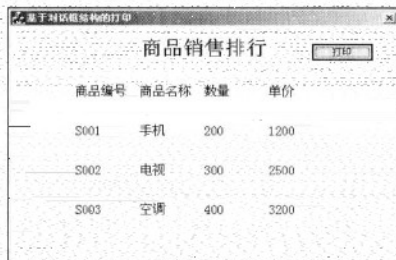 基于对话框结构的打印
商品销售排行
打印
商品编号 商品名称 数量 单价
S001 手机 200 1200
S002 电视 300 2500
S003 空调 400 3200